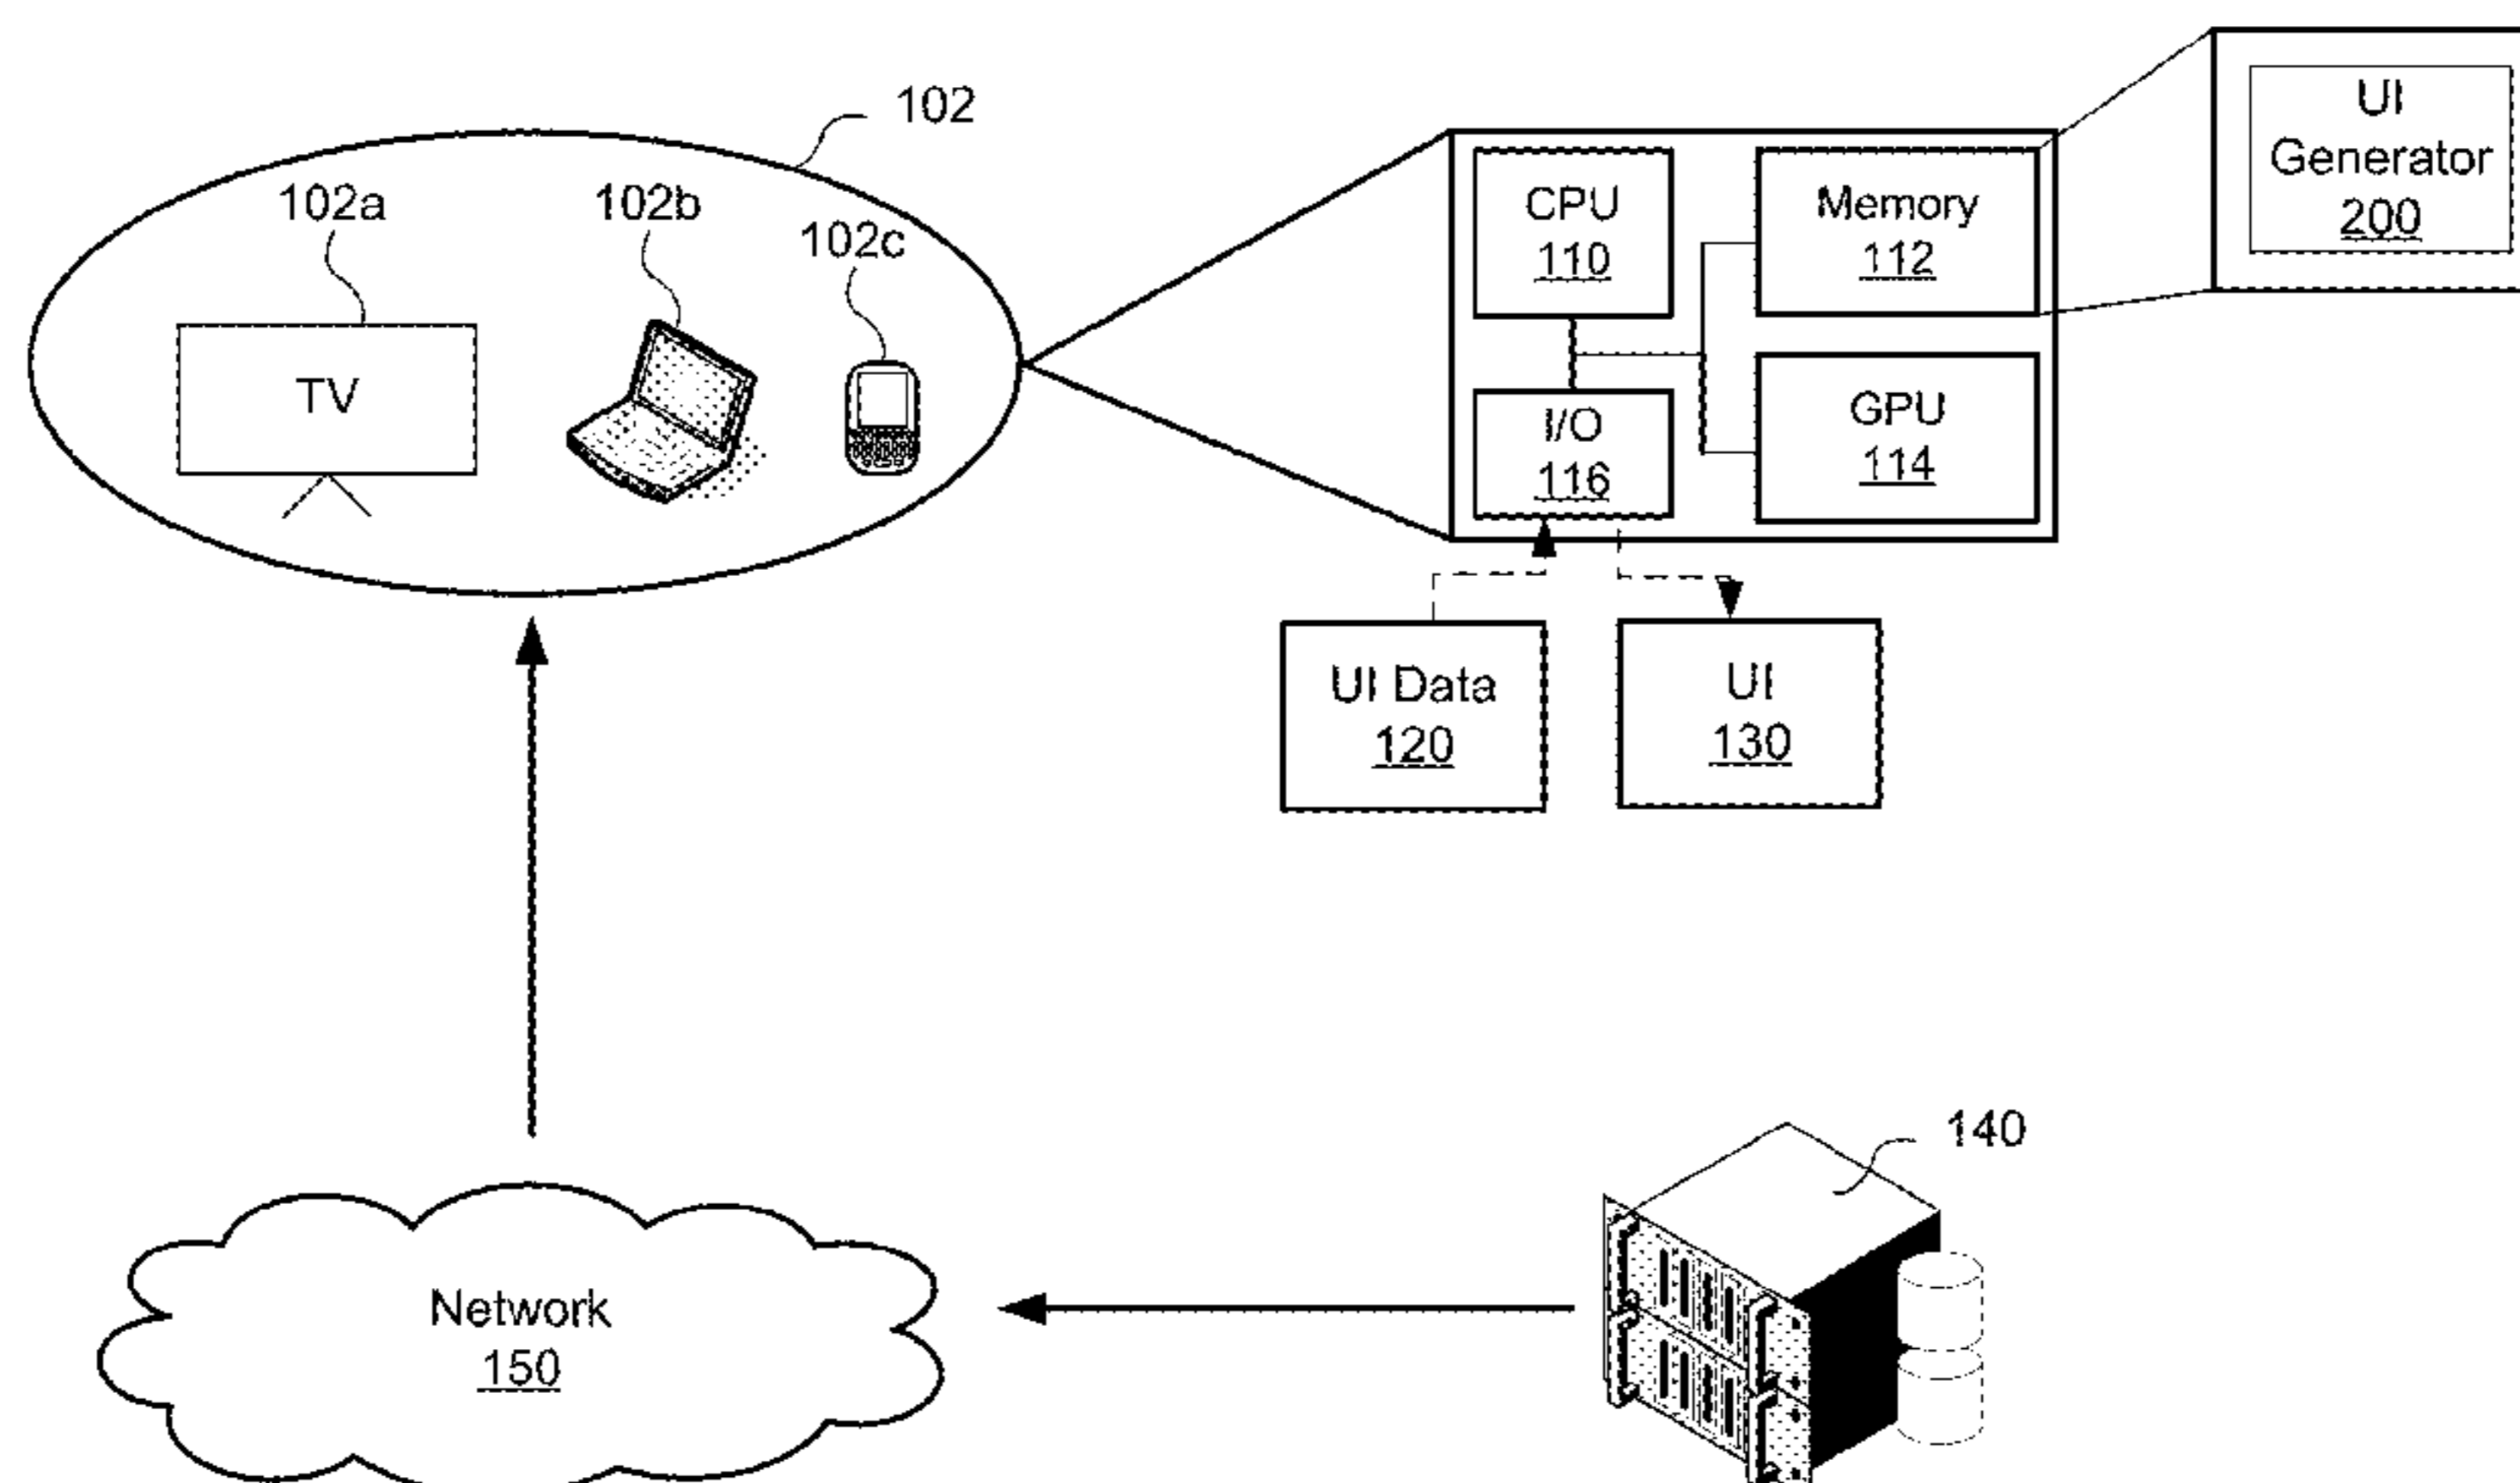 102
102a
102b
102c
TV
CPU
110
Memory
112
I/O
116
GPU
114
UI
Generator
200
UI Data
120
UI
130
140
Network
150